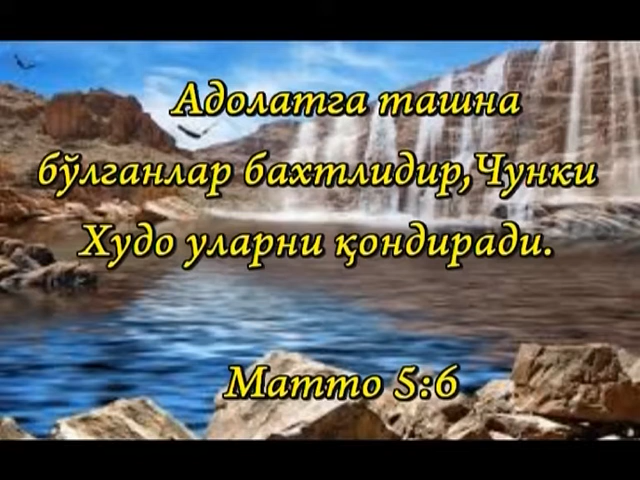 Адолатга ташна
бўлганлар бахтлидир,Чунки
Худо уларни қондиради.
Матто 5:6